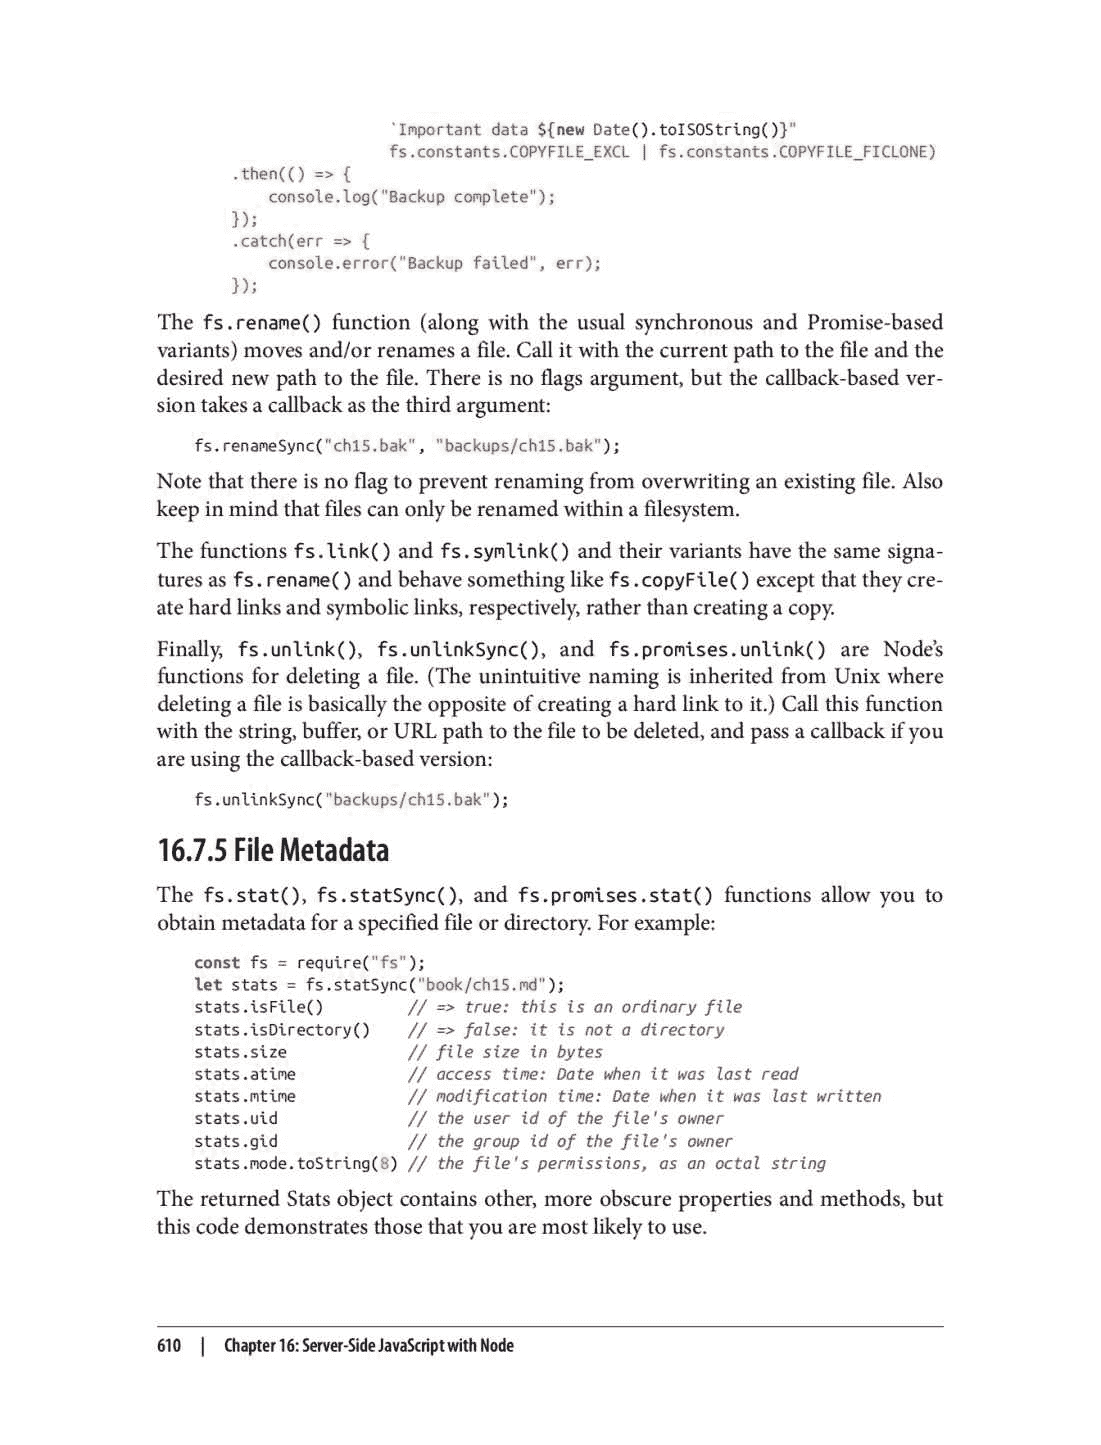 `Important data ${new Date().toISOString()}"
fs.constants.COPYFILE_EXCL | fs.constants.COPYFILE_FICLONE)
.then(() => {
console.log("Backup complete");
});
.catch(err => {
console.error("Backup failed", err);
});
The fs.rename() function (along with the usual synchronous and Promise-based
variants) moves and/or renames a file. Call it with the current path to the file and the
desired new path to the file. There is no flags argument, but the callback-based ver-
sion takes a callback as the third argument:
fs.renameSync("ch15.bak", "backups/ch15.bak");
Note that there is no flag to prevent renaming from overwriting an existing file. Also
keep in mind that files can only be renamed within a filesystem.
The functions fs.link() and fs.symlink() and their variants have the same signa-
tures as fs.rename() and behave something like fs.copyFile() except that they cre-
ate hard links and symbolic links, respectively, rather than creating a copy.
Finally, fs.unlink(), fs.unlinkSync(), and fs.promises.unlink() are Node's
functions for deleting a file. (The unintuitive naming is inherited from Unix where
deleting a file is basically the opposite of creating a hard link to it.) Call this function
with the string, buffer, or URL path to the file to be deleted, and pass a callback if you
are using the callback-based version:
fs.unlinkSync("backups/ch15.bak");
16.7.5 File Metadata
The fs.stat(), fs.statSync(), and fs.promises.stat() functions allow you to
obtain metadata for a specified file or directory. For example:
const fs = require("fs");
let stats = fs.statSync("book/ch15.md");
stats.isFile() // => true: this is an ordinary file
stats.isDirectory() // => false: it is not a directory
stats.size // file size in bytes
stats.atime // access time: Date when it was last read
stats.mtime // modification time: Date when it was last written
stats.uid // the user id of the file's owner
stats.gid // the group id of the file's owner
stats.mode.toString(8) // the file's permissions, as an octal string
The returned Stats object contains other, more obscure properties and methods, but
this code demonstrates those that you are most likely to use.
610 | Chapter 16: Server-Side JavaScript with Node